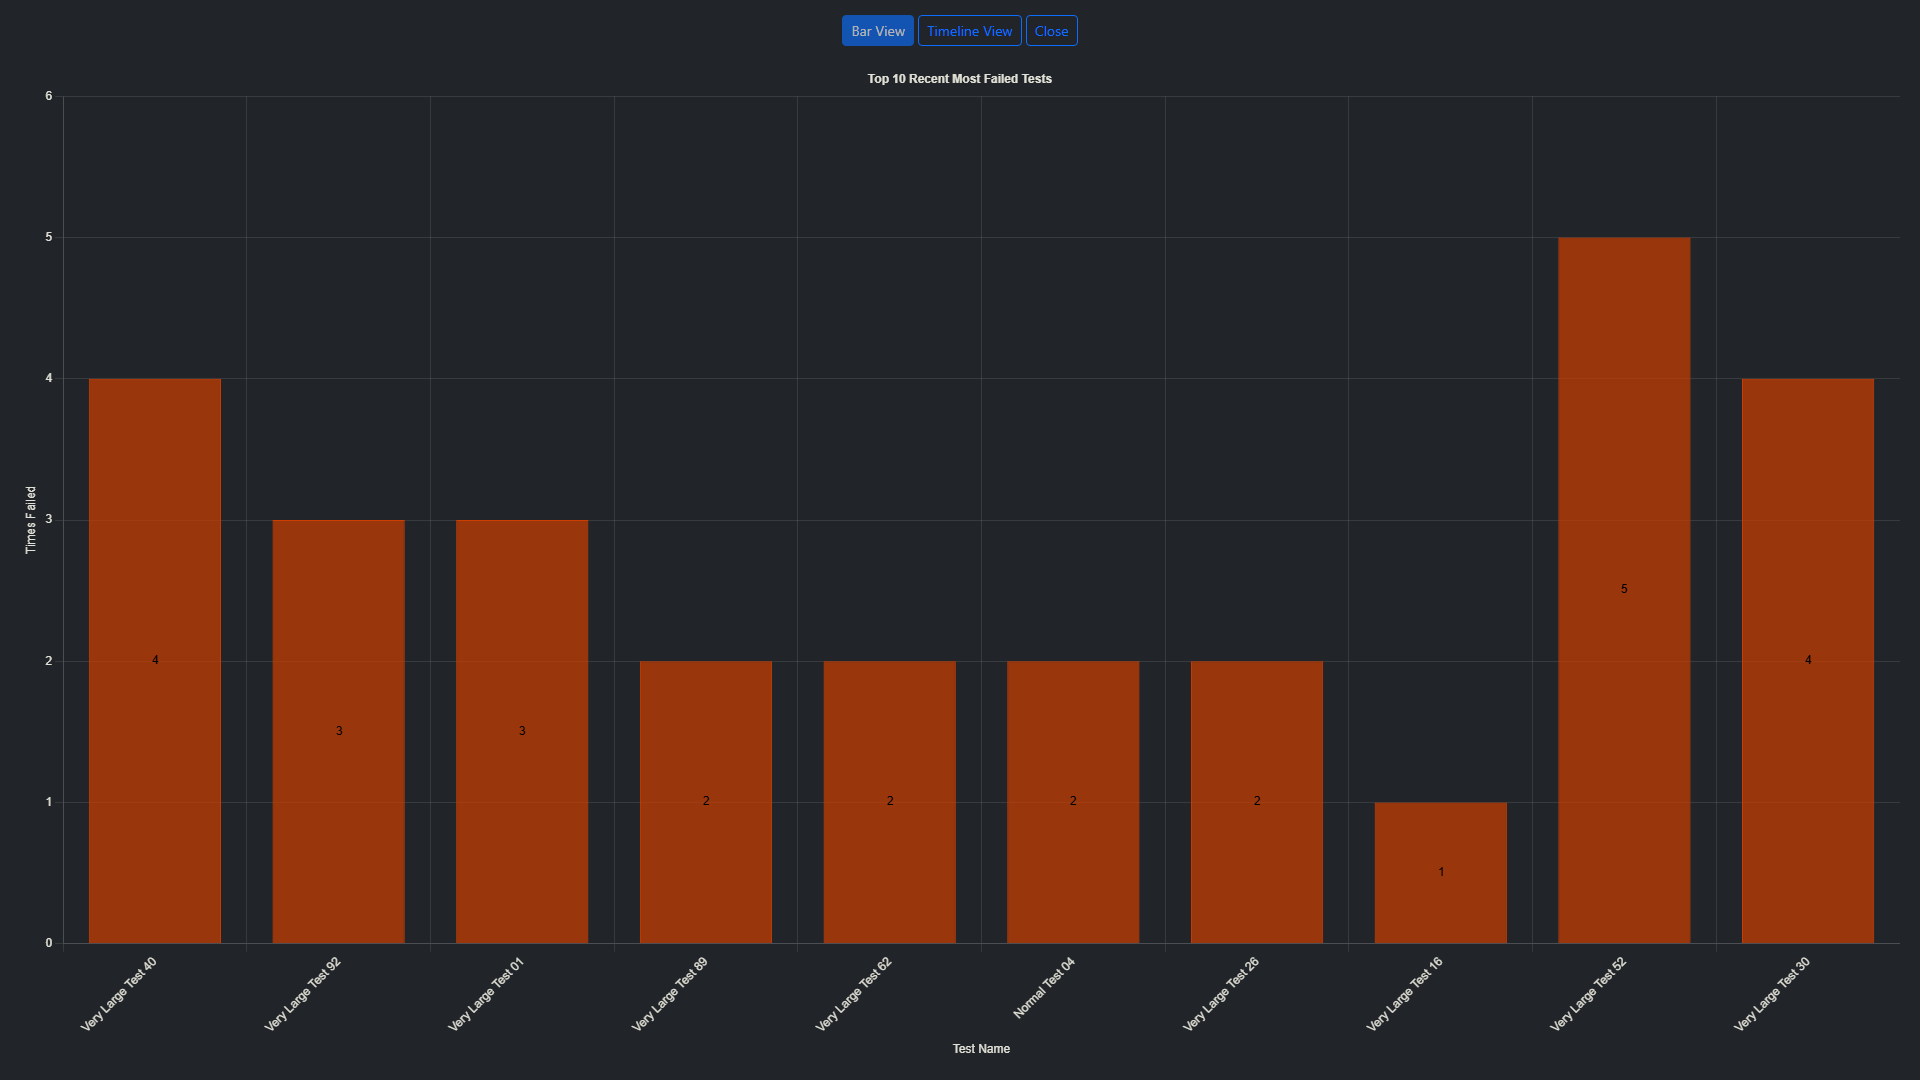 Bar View Timeline View Close
Top 10 Recent Most Failed Tests
6
5
4
3
2
1
0
Times Failed
4
3
3
2
2
2
2
1
5
4
Very Large Test 40
Very Large Test 92
Very Large Test 01
Very Large Test 89
Very Large Test 62
Normal Test 04
Very Large Test 26
Very Large Test 16
Very Large Test 52
Very Large Test 30
Test Name